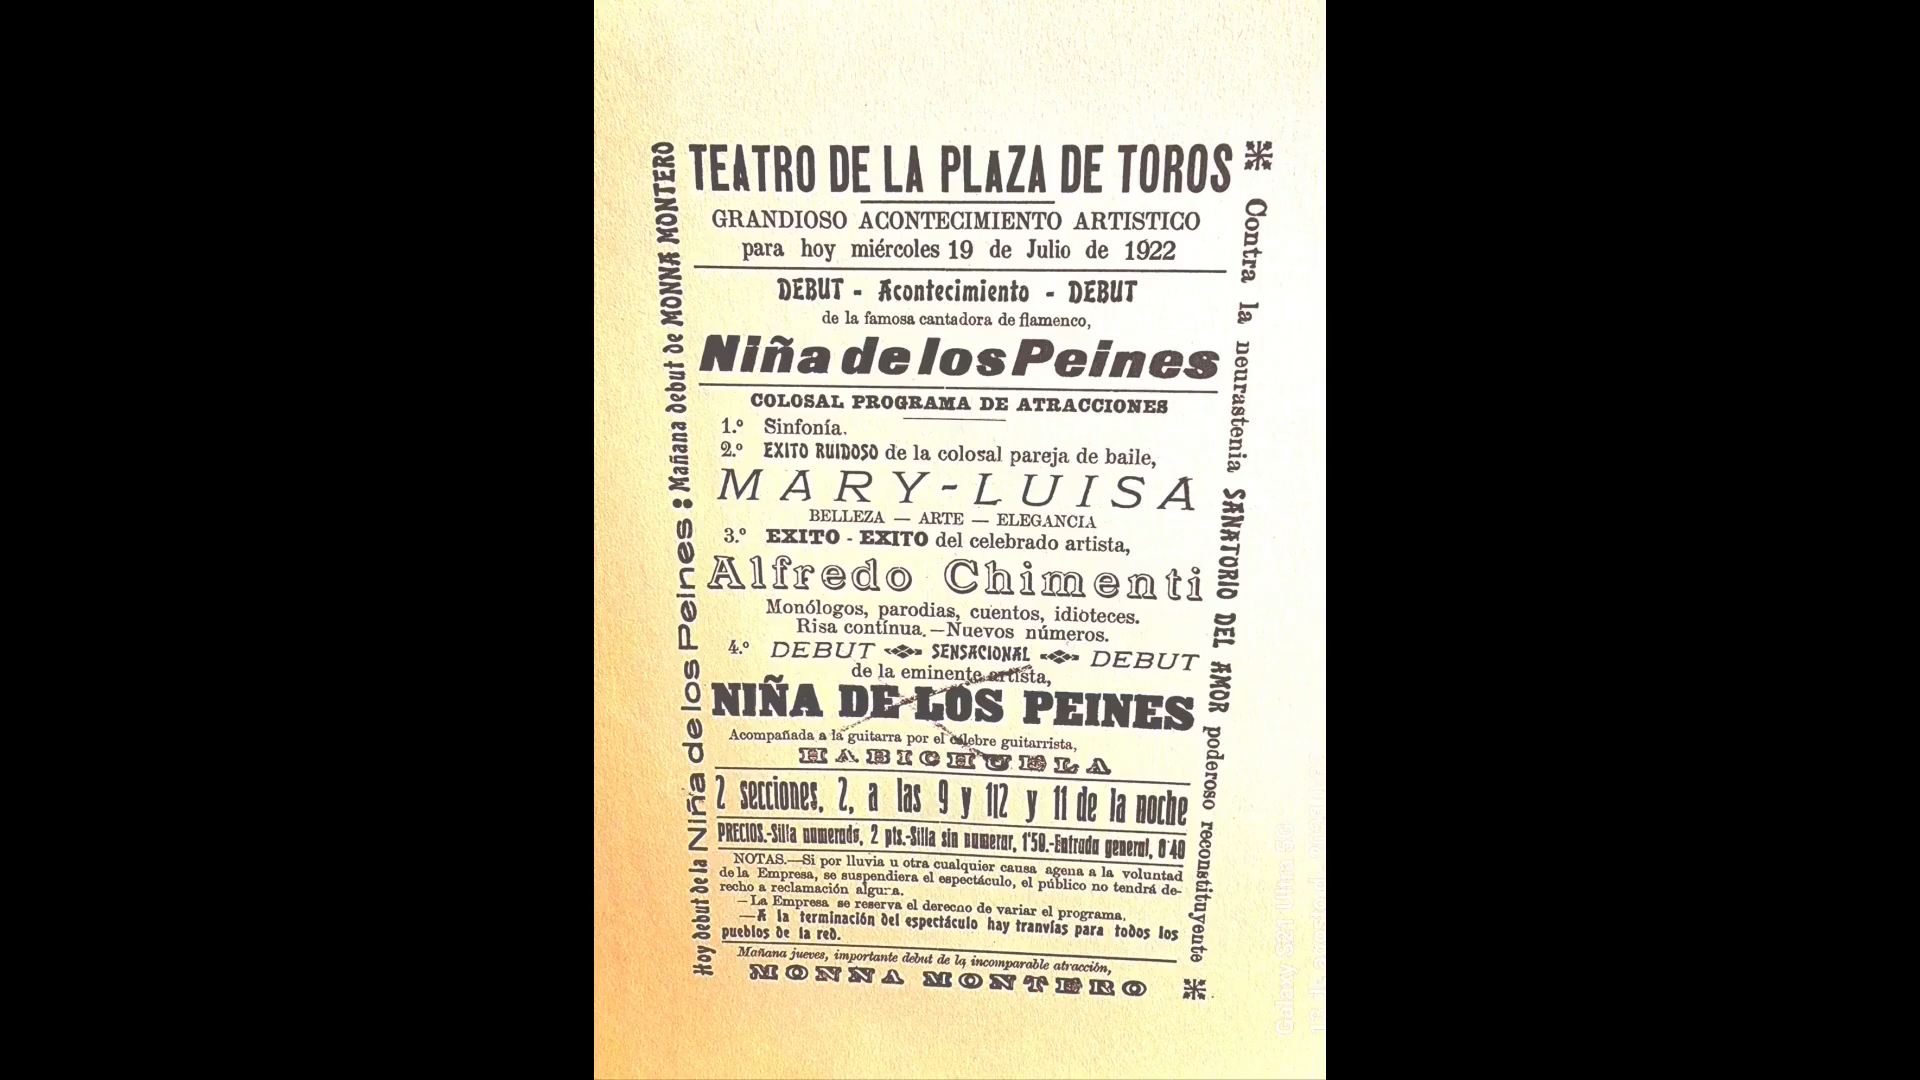 TEATRO DE LA PLAZA DE TOROS
GRANDIOSO ACONTECIMIENTO ARTISTICO
para hoy miércoles 19 de Julio de 1922
DEBUT - Acontecimiento - DEBUT
de la famosa cantadora de flamenco,
Niña de los Peines
COLOSAL PROGRAMA DE ATRACCIONES
1.º Sinfonía.
2.º EXITO RUIDOSO de la colosal pareja de baile,
MARY-LUISA
BELLEZA — ARTE — ELEGANCIA
3.º EXITO - EXITO del celebrado artista,
Alfredo Chimenti
Monólogos, parodias, cuentos, idioteces.
Risa contínua.—Nuevos números.
4.º DEBUT SENSACIONAL DEBUT
de la eminente artista,
NIÑA DE LOS PEINES
Acompañada a la guitarra por el célebre guitarrista,
HABICHUELA
2 secciones, 2, a las 9 y 1|2 y 11 de la noche
PRECIOS.-Silla numerada, 2 pts.-Silla sin numerar, 1'50.-Entrada general, 0'40
NOTAS.—Si por lluvia u otra cualquier causa agena a la voluntad
de la Empresa, se suspendiera el espectáculo, el público no tendrá de-
recho a reclamación alguna.
—La Empresa se reserva el derecho de variar el programa.
—A la terminación del espectáculo hay tranvías para todos los
pueblos de la red.
Mañana jueves, importante debut de la incomparable atracción,
MONNA MONTERO
Hoy debut de la Niña de los Peines: Mañana debut de MONNA MONTERO
Contra la neurastenia SANATORIO DEL AMOR poderoso reconstituyente
Galaxy S21 Ultra 5G